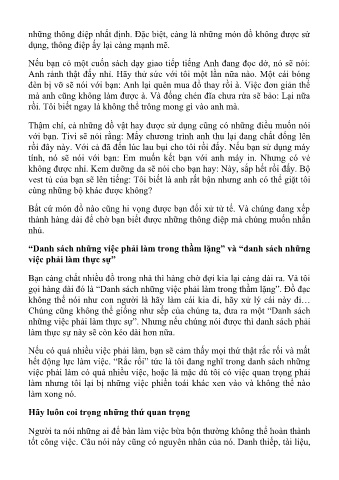 những thông điệp nhất định. Đặc biệt, càng là những món đồ không được sử
dụng, thông điệp ấy lại càng mạnh mẽ.
Nếu bạn có một cuốn sách dạy giao tiếp tiếng Anh đang đọc dở, nó sẽ nói:
Anh rảnh thật đấy nhỉ. Hãy thử sức với tôi một lần nữa nào. Một cái bóng
đèn bị vỡ sẽ nói với bạn: Anh lại quên mua đồ thay rồi à. Việc đơn giản thế
mà anh cũng không làm được à. Và đống chén đĩa chưa rửa sẽ bảo: Lại nữa
rồi. Tôi biết ngay là không thể trông mong gì vào anh mà.
Thậm chí, cả những đồ vật hay được sử dụng cũng có những điều muốn nói
với bạn. Tivi sẽ nói rằng: Mấy chương trình anh thu lại đang chất đống lên
rồi đấy này. Với cả đã đến lúc lau bụi cho tôi rồi đấy. Nếu bạn sử dụng máy
tính, nó sẽ nói với bạn: Em muốn kết bạn với anh máy in. Nhưng có vẻ
không được nhỉ. Kem dưỡng da sẽ nói cho bạn hay: Này, sắp hết rồi đấy. Bộ
vest tủ của bạn sẽ lên tiếng: Tôi biết là anh rất bận nhưng anh có thể giặt tôi
cùng những bộ khác được không?
Bất cứ món đồ nào cũng hi vọng được bạn đối xử tử tế. Và chúng đang xếp
thành hàng dài để chờ bạn biết được những thông điệp mà chúng muốn nhắn
nhủ.
“Danh sách những việc phải làm trong thầm lặng” và “danh sách những
việc phải làm thực sự”
Bạn càng chất nhiều đồ trong nhà thì hàng chờ đợi kia lại càng dài ra. Và tôi
gọi hàng dài đó là “Danh sách những việc phải làm trong thầm lặng”. Đồ đạc
không thể nói như con người là hãy làm cái kia đi, hãy xử lý cái này đi…
Chúng cũng không thể giống như sếp của chúng ta, đưa ra một “Danh sách
những việc phải làm thực sự”. Nhưng nếu chúng nói được thì danh sách phải
làm thực sự này sẽ còn kéo dài hơn nữa.
Nếu có quá nhiều việc phải làm, bạn sẽ cảm thấy mọi thứ thật rắc rối và mất
hết động lực làm việc. “Rắc rối” tức là tôi đang nghĩ trong danh sách những
việc phải làm có quá nhiều việc, hoặc là mặc dù tôi có việc quan trọng phải
làm nhưng tôi lại bị những việc phiền toái khác xen vào và không thể nào
làm xong nó.
Hãy luôn coi trọng những thứ quan trọng
Người ta nói những ai để bàn làm việc bừa bộn thường không thể hoàn thành
tốt công việc. Câu nói này cũng có nguyên nhân của nó. Danh thiếp, tài liệu,